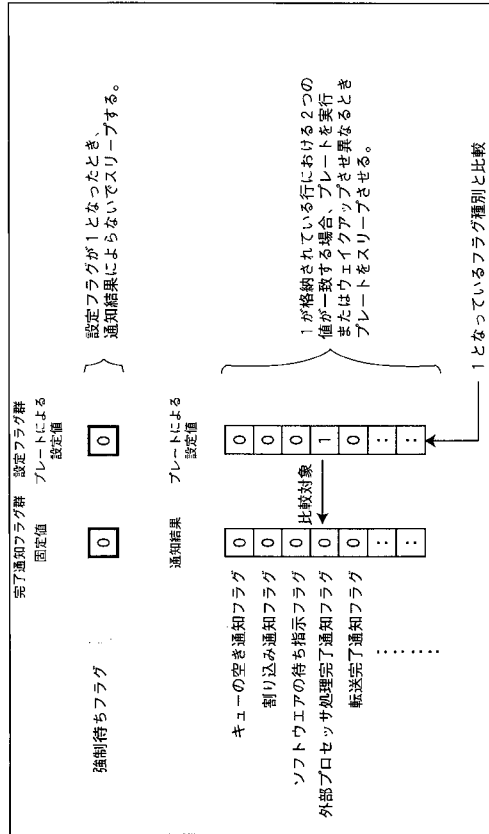 完了通知フラグ群 設定フラグ群
固定値 プレートによる
設定値
強制待ちフラグ 0 0 設定フラグが1となったとき、
通知結果によらないでスリープする。
通知結果 プレートによる
設定値
キューの空き通知フラグ 0 0
割り込み通知フラグ 0 0
ソフトウエアの待ち指示フラグ 0 0
比較対象
外部プロセッサ処理完了通知フラグ 0 1
転送完了通知フラグ 0 0
: :
: :
1が格納されている行における2つの
値が一致する場合、プレートを実行
またはウェイクアップさせ異なるとき
プレートをスリープさせる。
1となっているフラグ種別と比較